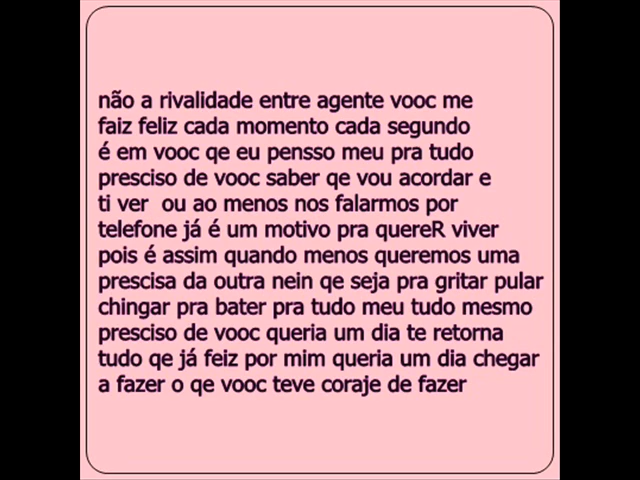 não a rivalidade entre agente vooc me
faiz feliz cada momento cada segundo
é em vooc qe eu pensso meu pra tudo
presciso de vooc saber qe vou acordar e
ti ver ou ao menos nos falarmos por
telefone já é um motivo pra quereR viver
pois é assim quando menos queremos uma
prescisa da outra nein qe seja pra gritar pular
chingar pra bater pra tudo meu tudo mesmo
presciso de vooc queria um dia te retorna
tudo qe já feiz por mim queria um dia chegar
a fazer o qe vooc teve coraje de fazer